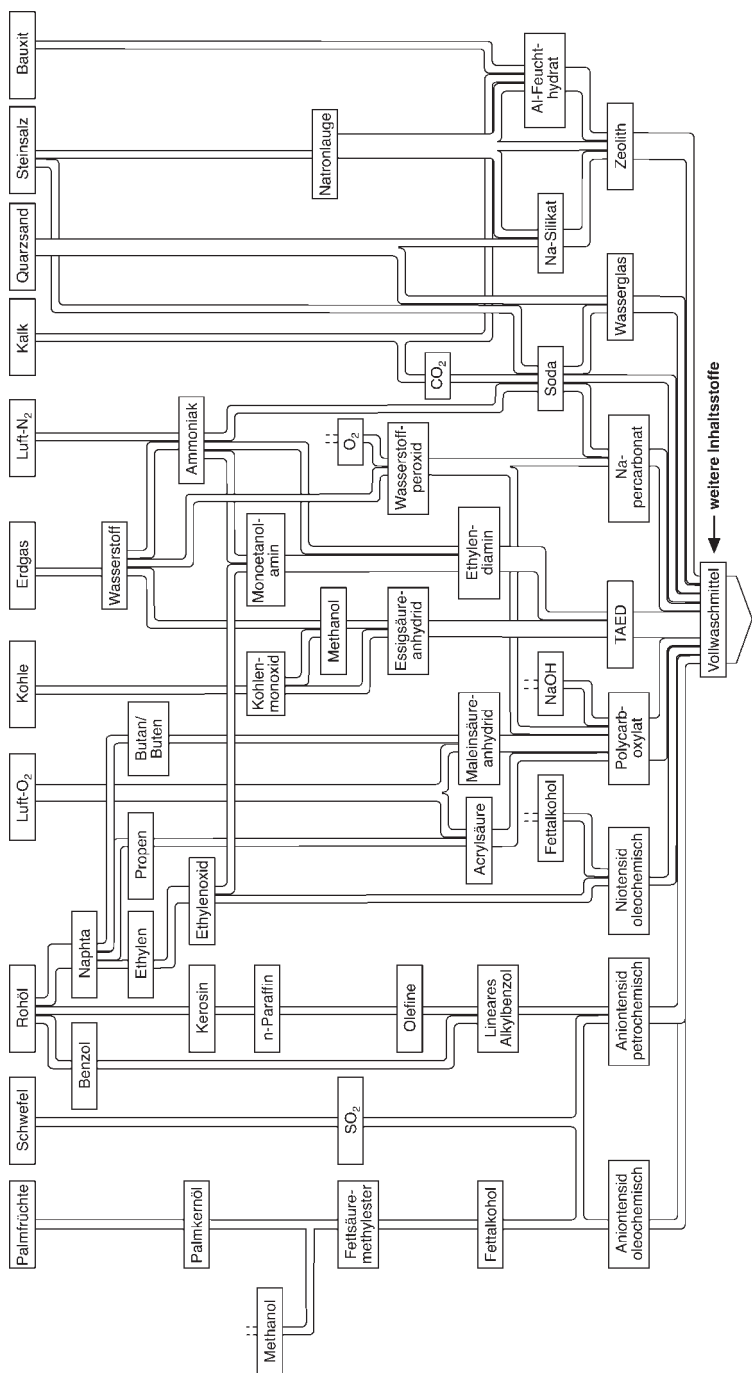 Palmfrüchte
Schwefel
Rohöl
Luft-O₂
Kohle
Erdgas
Luft-N₂
Kalk
Quarzsand
Steinsalz
Bauxit
Benzol
Naphta
Ethylen
Propen
Butan/
Buten
Wasserstoff
Palmkernöl
Kerosin
Ethylenoxid
Ammoniak
Methanol
n-Paraffin
Kohlen-
monoxid
Monoetanol-
amin
Fettsäure-
methylester
SO₂
Methanol
O₂
Natronlauge
Olefine
Essigsäure-
anhydrid
Wasserstoff-
peroxid
CO₂
Fettalkohol
Lineares
Alkylbenzol
Acrylsäure
Maleinsäure-
anhydrid
Ethylen-
diamin
Fettalkohol
NaOH
Soda
Na-Silikat
Al-Feucht-
hydrat
Aniontensid
oleochemisch
Aniontensid
petrochemisch
Niotensid
oleochemisch
Polycarb-
oxylat
TAED
Na-
percarbonat
Wasserglas
Zeolith
Vollwaschmittel
weitere Inhaltsstoffe